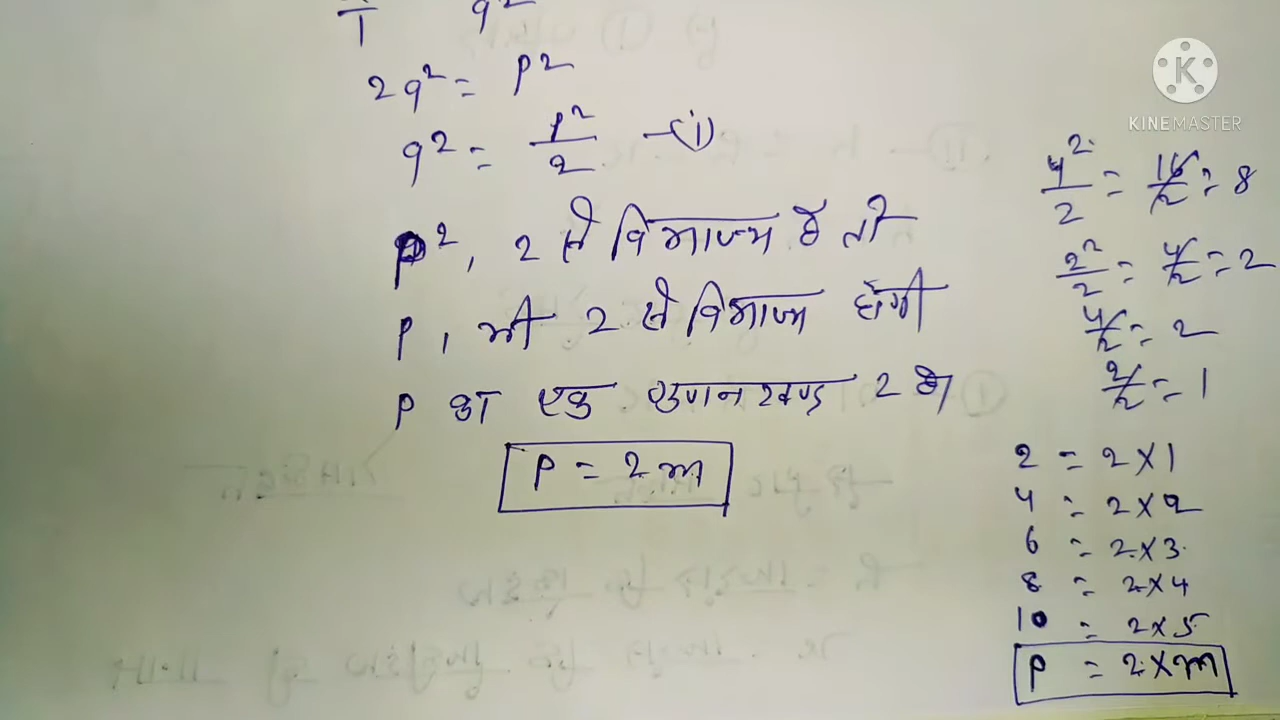 1 q²
2q² = p²
q² = p²/2 —(i)
p², 2 से विभाज्य है तो
p, भी 2 से विभाज्य होगी
p का एक गुणनखण्ड 2 है।
p = 2m
KINEMASTER
4²/2 = 16/2 = 8
2²/2 = 4/2 = 2
4/2 = 2
2/2 = 1
2 = 2×1
4 = 2×2
6 = 2×3
8 = 2×4
10 = 2×5
p = 2×m